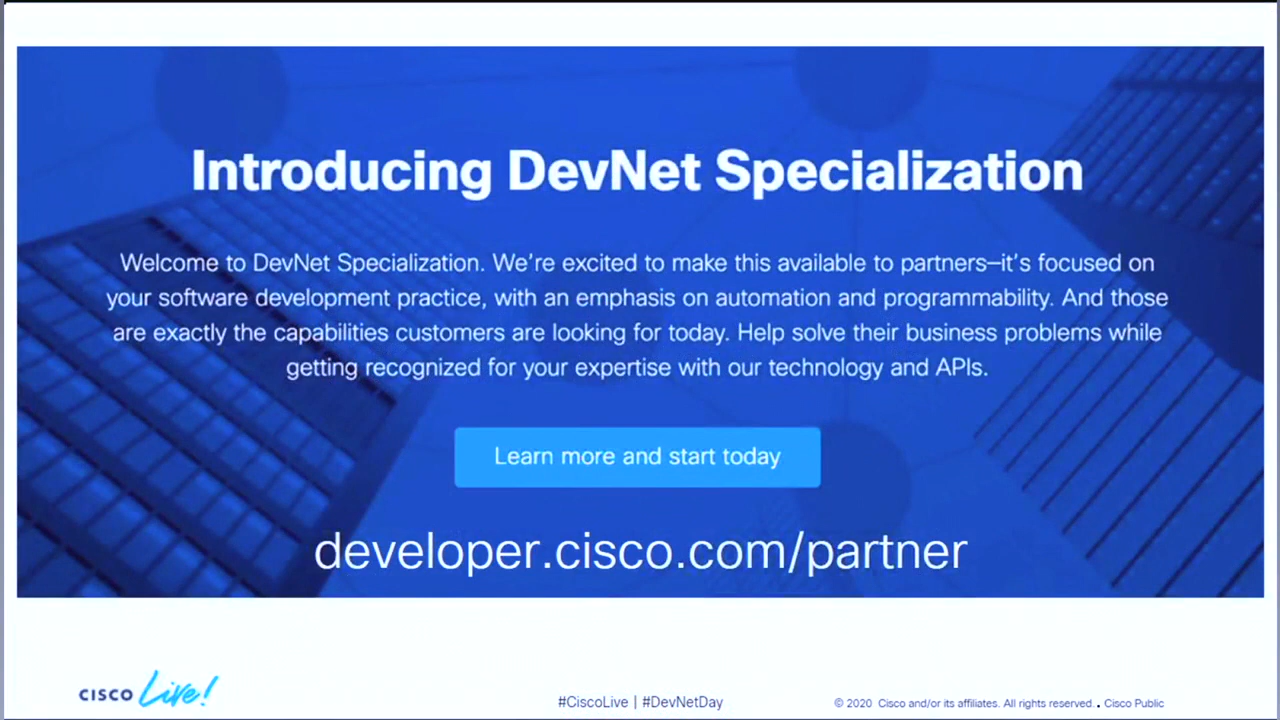 Introducing DevNet Specialization
Welcome to DevNet Specialization. We're excited to make this available to partners—it's focused on
your software development practice, with an emphasis on automation and programmability. And those
are exactly the capabilities customers are looking for today. Help solve their business problems while
getting recognized for your expertise with our technology and APIs.
Learn more and start today
developer.cisco.com/partner
CISCO Live!
#CiscoLive | #DevNetDay
© 2020 Cisco and/or its affiliates. All rights reserved. • Cisco Public